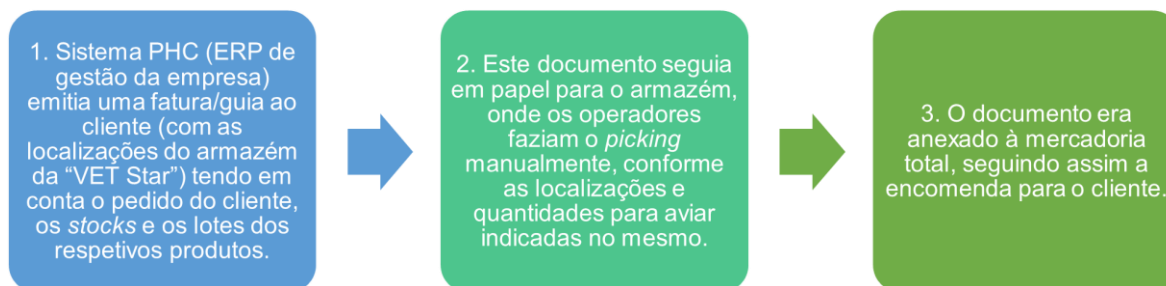 1. Sistema PHC (ERP de
gestão da empresa)
emitia uma fatura/guia ao
cliente (com as
localizações do armazém
da “VET Star”) tendo em
conta o pedido do cliente,
os stocks e os lotes dos
respetivos produtos.
2. Este documento seguia
em papel para o armazém,
onde os operadores
faziam o picking
manualmente, conforme
as localizações e
quantidades para aviar
indicadas no mesmo.
3. O documento era
anexado à mercadoria
total, seguindo assim a
encomenda para o cliente.